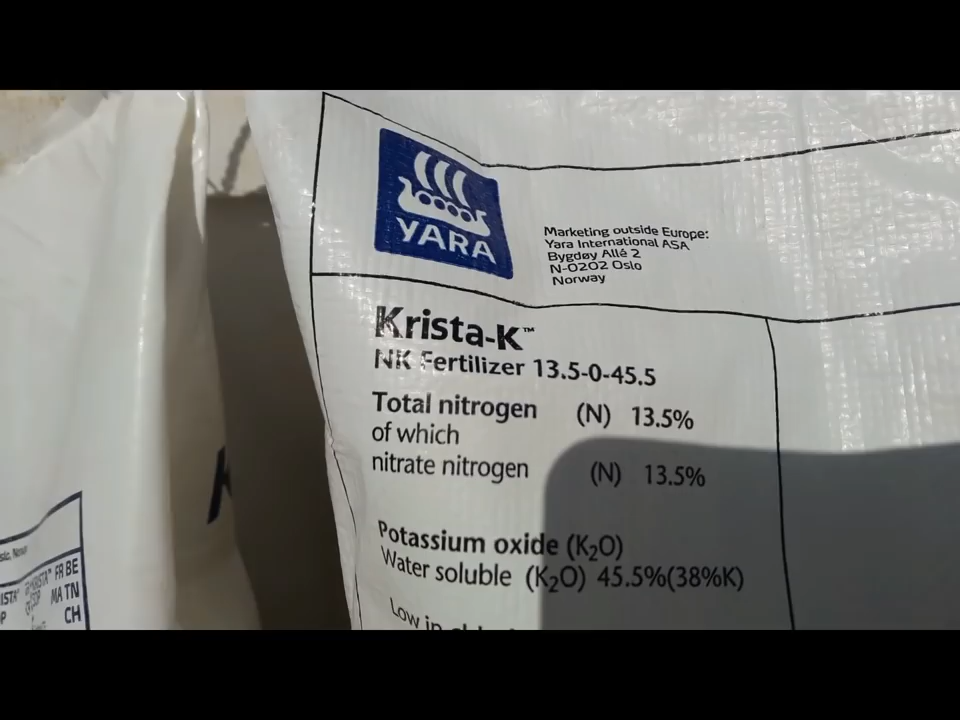 YARA
Marketing outside Europe:
Yara International ASA
Bygdøy Allé 2
N-0202 Oslo
Norway
Krista-K™
NK Fertilizer 13.5-0-45.5
Total nitrogen (N) 13.5%
of which
nitrate nitrogen (N) 13.5%
Potassium oxide (K₂O)
Water soluble (K₂O) 45.5%(38%K)
Low in
FR BE
MA TN
CH